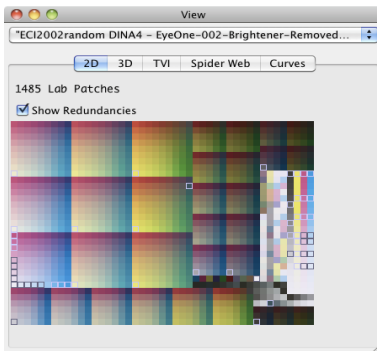 View
"ECI2002random DINA4 - EyeOne-002-Brightener-Removed...
2D 3D TVI Spider Web Curves
1485 Lab Patches
Show Redundancies